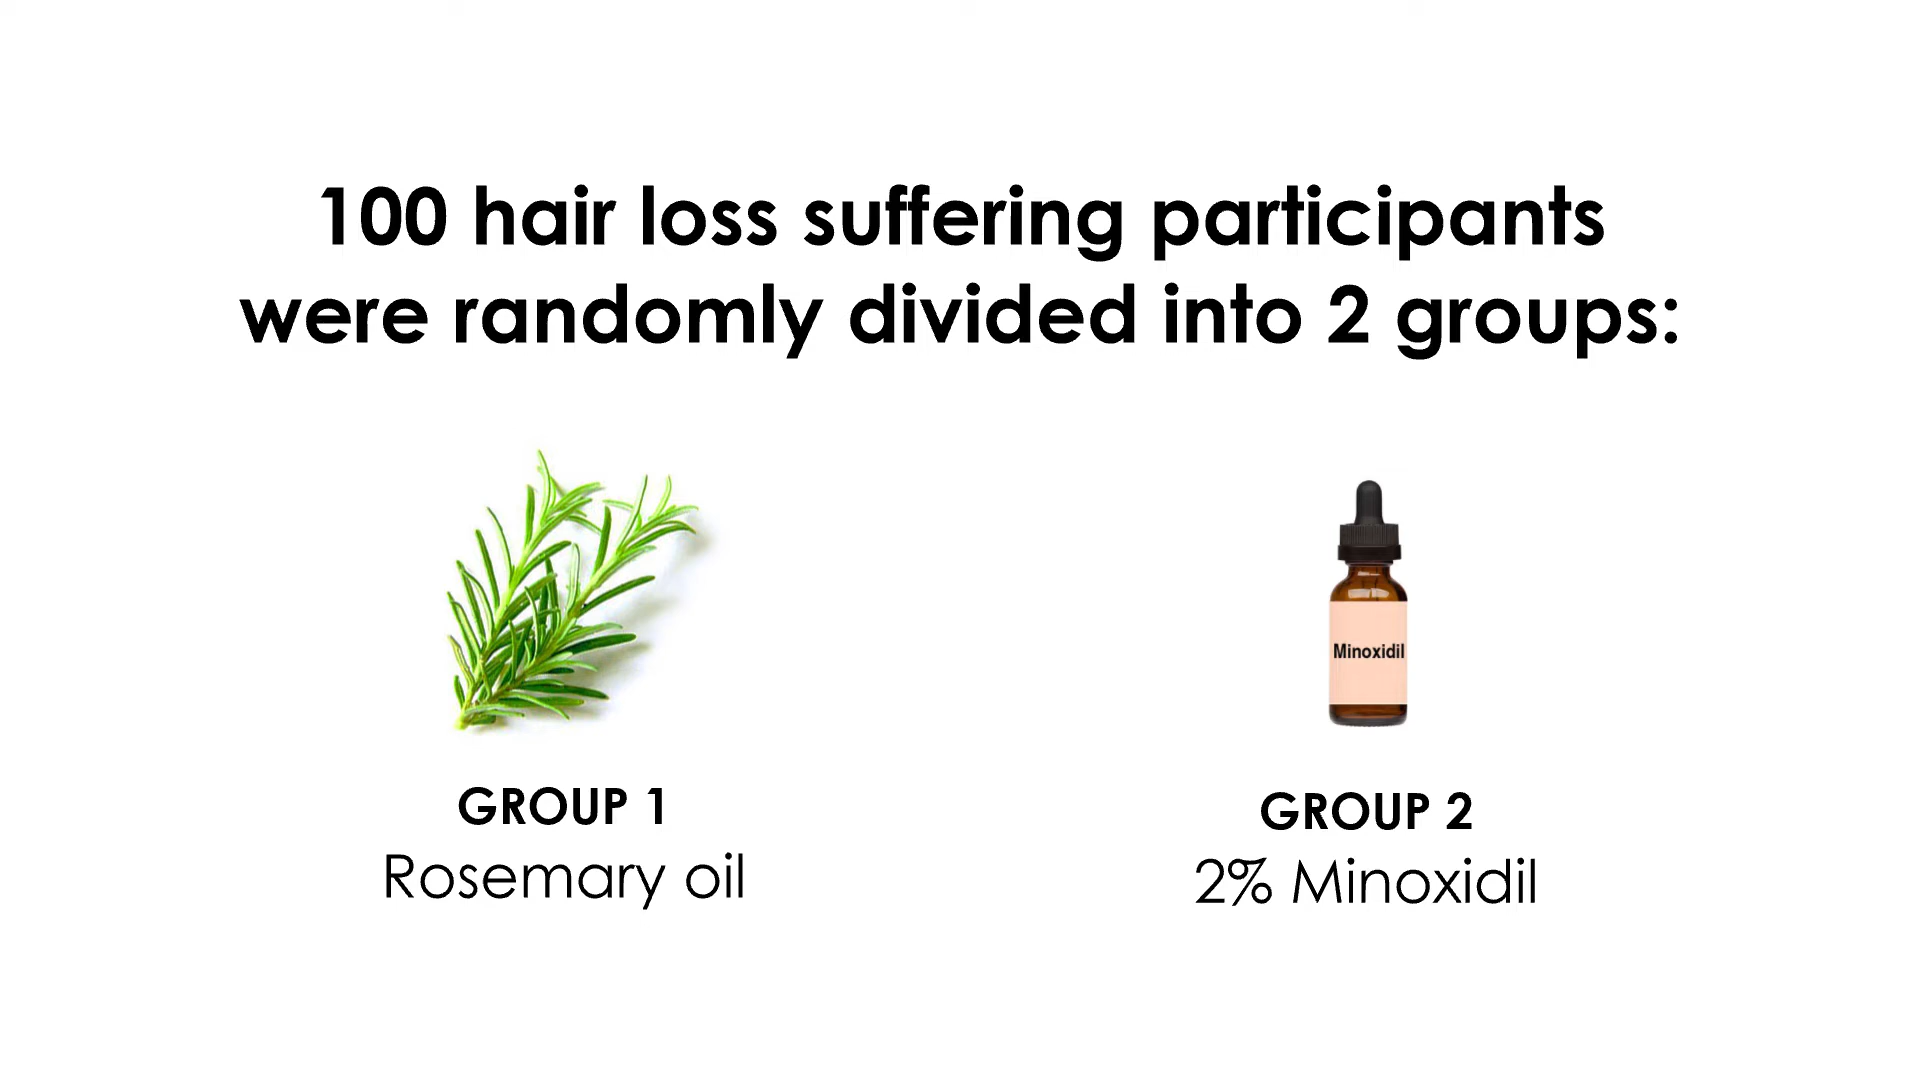 100 hair loss suffering participants
were randomly divided into 2 groups:
Minoxidil
GROUP 1
Rosemary oil
GROUP 2
2% Minoxidil